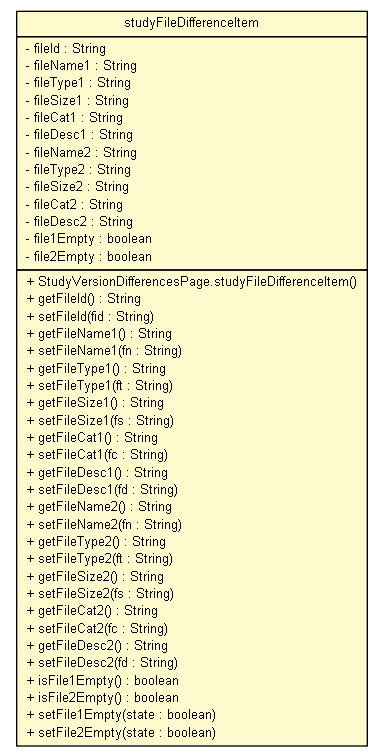 studyFileDifferenceItem
- fileId : String
- fileName1 : String
- fileType1 : String
- fileSize1 : String
- fileCat1 : String
- fileDesc1 : String
- fileName2 : String
- fileType2 : String
- fileSize2 : String
- fileCat2 : String
- fileDesc2 : String
- file1Empty : boolean
- file2Empty : boolean
+ StudyVersionDifferencesPage.studyFileDifferenceItem()
+ getFileId() : String
+ setFileId(fid : String)
+ getFileName1() : String
+ setFileName1(fn : String)
+ getFileType1() : String
+ setFileType1(ft : String)
+ getFileSize1() : String
+ setFileSize1(fs : String)
+ getFileCat1() : String
+ setFileCat1(fc : String)
+ getFileDesc1() : String
+ setFileDesc1(fd : String)
+ getFileName2() : String
+ setFileName2(fn : String)
+ getFileType2() : String
+ setFileType2(ft : String)
+ getFileSize2() : String
+ setFileSize2(fs : String)
+ getFileCat2() : String
+ setFileCat2(fc : String)
+ getFileDesc2() : String
+ setFileDesc2(fd : String)
+ isFile1Empty() : boolean
+ isFile2Empty() : boolean
+ setFile1Empty(state : boolean)
+ setFile2Empty(state : boolean)